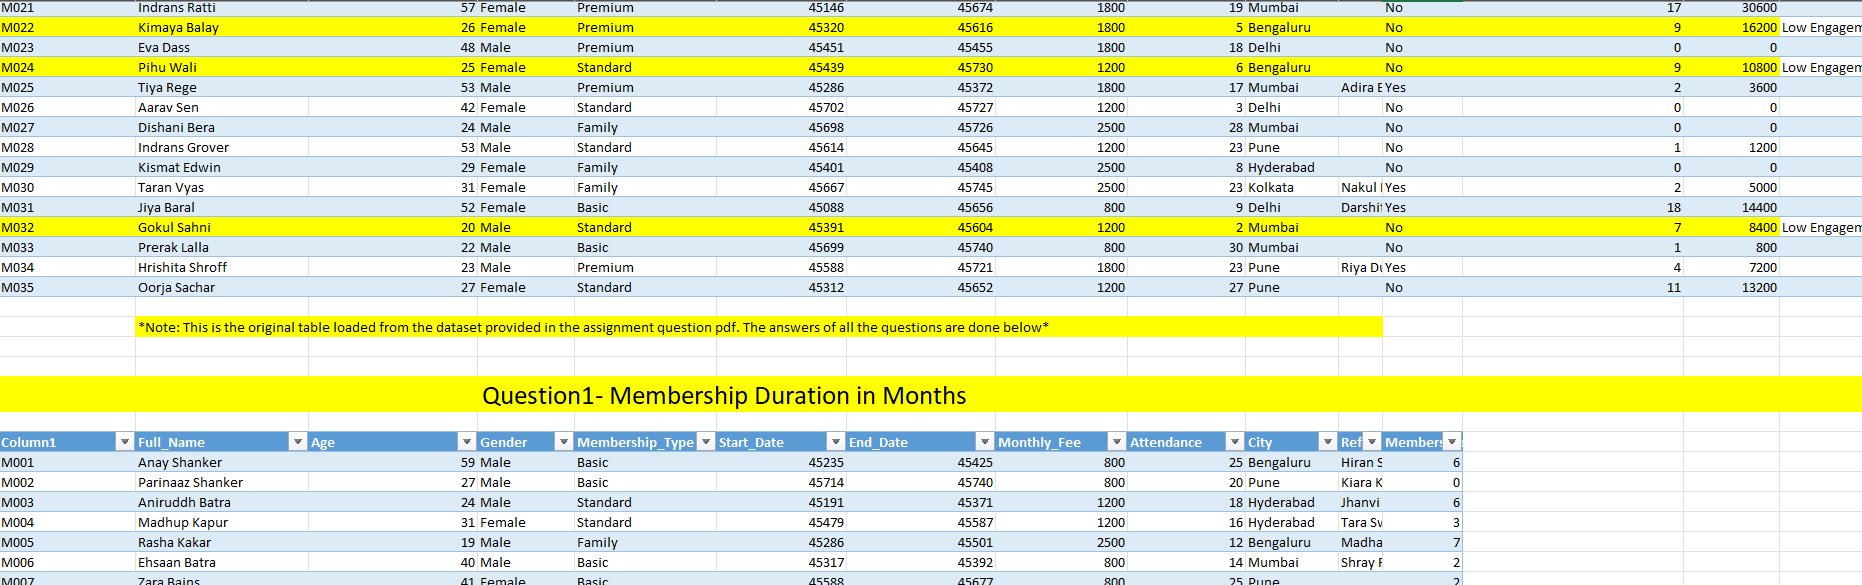 M021 Indrans Ratti 57 Female Premium 45146 45674 1800 19 Mumbai No 17 30600
M022 Kimaya Balay 26 Female Premium 45320 45616 1800 5 Bengaluru No 9 16200 Low Engagem
M023 Eva Dass 48 Male Premium 45451 45455 1800 18 Delhi No 0 0
M024 Pihu Wali 25 Female Standard 45439 45730 1200 6 Bengaluru No 9 10800 Low Engagem
M025 Tiya Rege 53 Male Premium 45286 45372 1800 17 Mumbai Adira E Yes 2 3600
M026 Aarav Sen 42 Female Standard 45702 45727 1200 3 Delhi No 0 0
M027 Dishani Bera 24 Male Family 45698 45726 2500 28 Mumbai No 0 0
M028 Indrans Grover 53 Male Standard 45614 45645 1200 23 Pune No 1 1200
M029 Kismat Edwin 29 Female Family 45401 45408 2500 8 Hyderabad No 0 0
M030 Taran Vyas 31 Female Family 45667 45745 2500 23 Kolkata Nakul Yes 2 5000
M031 Jiya Baral 52 Female Basic 45088 45656 800 9 Delhi Darshit Yes 18 14400
M032 Gokul Sahni 20 Male Standard 45391 45604 1200 2 Mumbai No 7 8400 Low Engagem
M033 Prerak Lalla 22 Male Basic 45699 45740 800 30 Mumbai No 1 800
M034 Hrishita Shroff 23 Male Premium 45588 45721 1800 23 Pune Riya Du Yes 4 7200
M035 Oorja Sachar 27 Female Standard 45312 45652 1200 27 Pune No 11 13200
*Note: This is the original table loaded from the dataset provided in the assignment question pdf. The answers of all the questions are done below*
Question1- Membership Duration in Months
Column1 Full_Name Age Gender Membership_Type Start_Date End_Date Monthly_Fee Attendance City Ref Members
M001 Anay Shanker 59 Male Basic 45235 45425 800 25 Bengaluru Hiran S 6
M002 Parinaaz Shanker 27 Male Basic 45714 45740 800 20 Pune Kiara K 0
M003 Aniruddh Batra 24 Male Standard 45191 45371 1200 18 Hyderabad Jhanvi 6
M004 Madhup Kapur 31 Female Standard 45479 45587 1200 16 Hyderabad Tara Sw 3
M005 Rasha Kakar 19 Male Family 45286 45501 2500 12 Bengaluru Madha 7
M006 Ehsaan Batra 40 Male Basic 45317 45392 800 14 Mumbai Shray 2
M007 Zara Bains 41 Female Basic 45588 45677 800 25 Pune 2